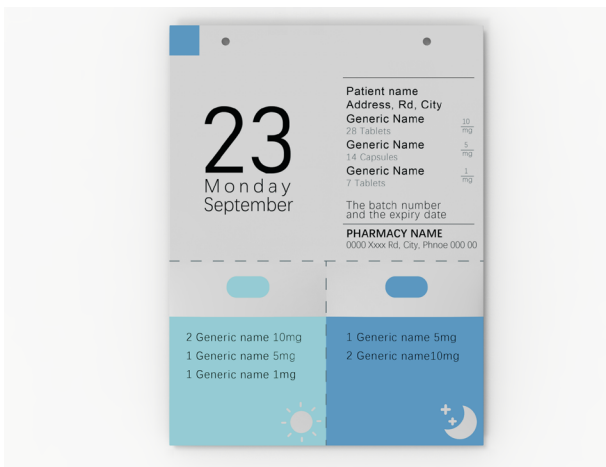 23
Monday
September
Patient name
Address, Rd, City
Generic Name 10 mg
28 Tablets
Generic Name 5 mg
14 Capsules
Generic Name 1 mg
7 Tablets
The batch number
and the expiry date
PHARMACY NAME
0000 Xxxx Rd, City, Phnoe 000 00
2 Generic name 10mg
1 Generic name 5mg
1 Generic name 1mg
1 Generic name 5mg
2 Generic name10mg